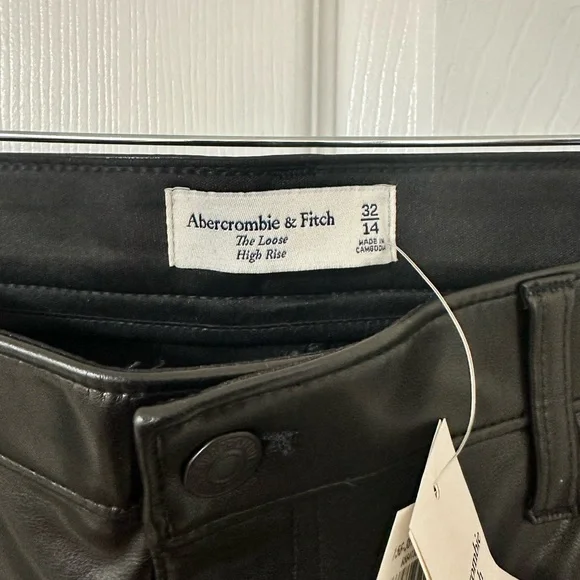 Abercrombie & Fitch
The Loose
High Rise
32
14
MADE IN
CAMBODIA